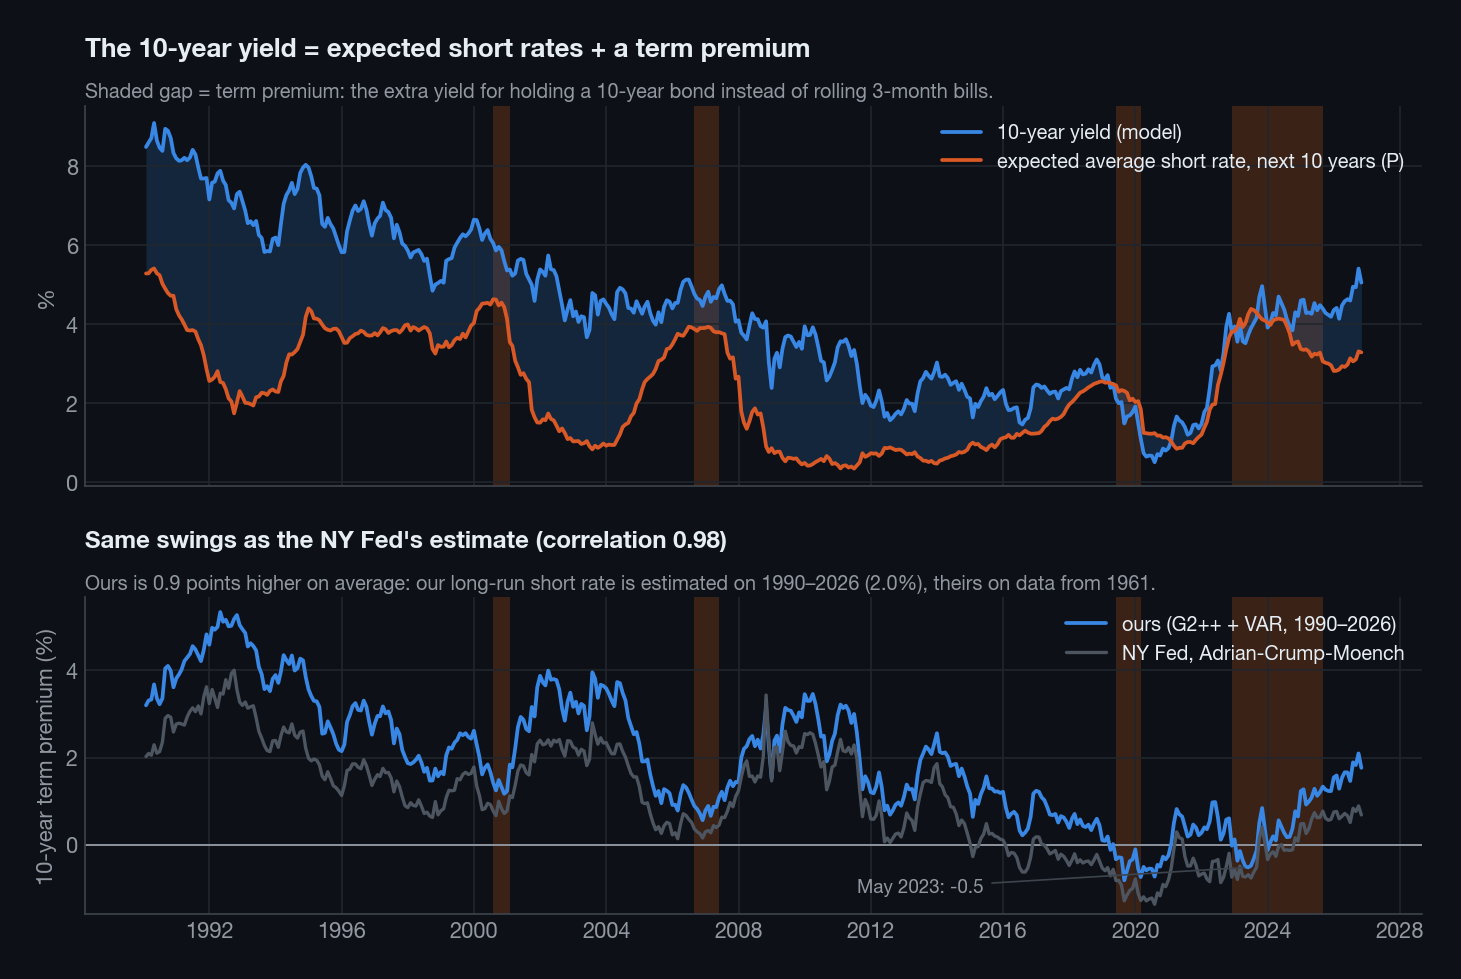 The 10-year yield = expected short rates + a term premium
Shaded gap = term premium: the extra yield for holding a 10-year bond instead of rolling 3-month bills.
10-year yield (model)
expected average short rate, next 10 years (P)
%
8
6
4
2
0
Same swings as the NY Fed's estimate (correlation 0.98)
Ours is 0.9 points higher on average: our long-run short rate is estimated on 1990–2026 (2.0%), theirs on data from 1961.
ours (G2++ + VAR, 1990–2026)
NY Fed, Adrian-Crump-Moench
10-year term premium (%)
4
2
0
May 2023: -0.5
1992 1996 2000 2004 2008 2012 2016 2020 2024 2028